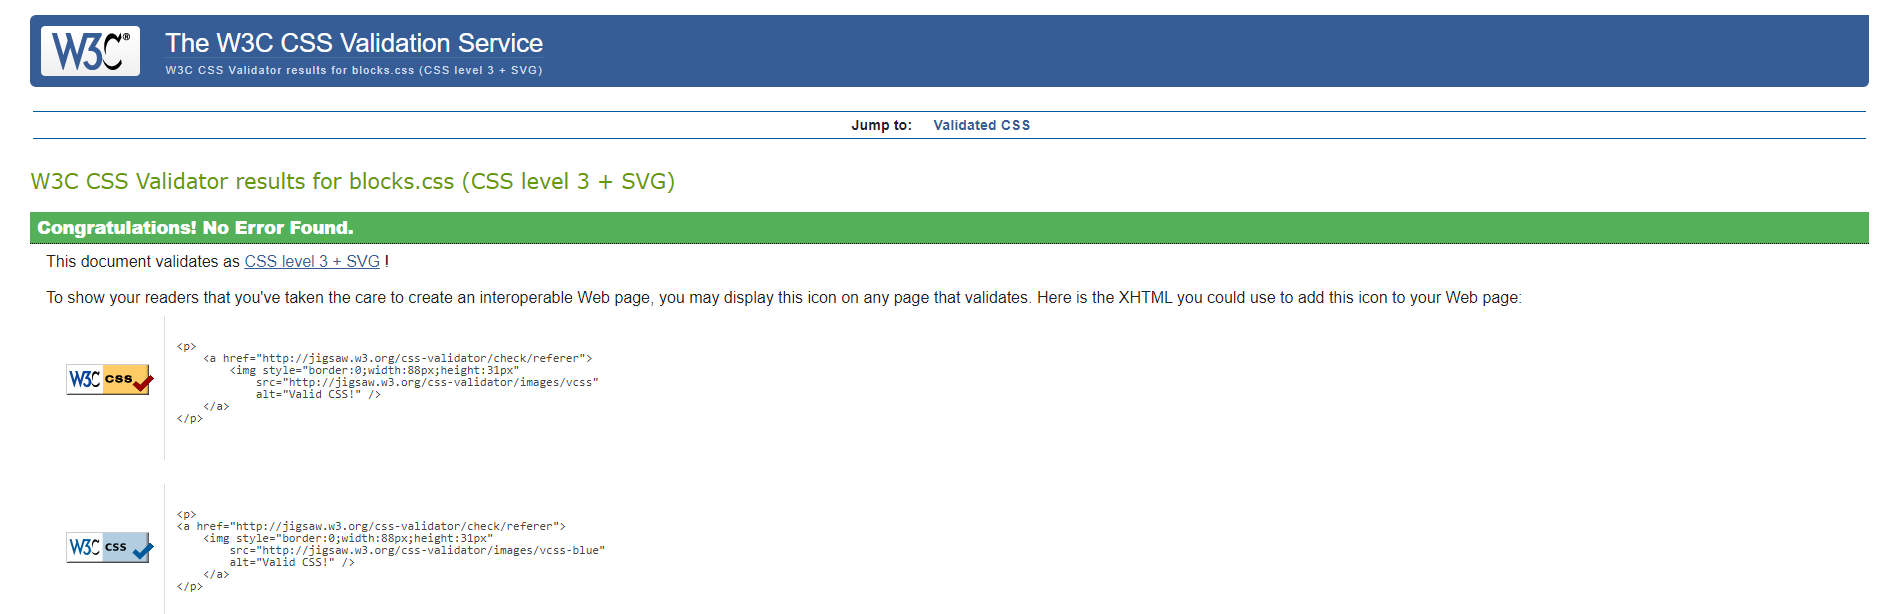 W3C®
The W3C CSS Validation Service
W3C CSS Validator results for blocks.css (CSS level 3 + SVG)
Jump to: Validated CSS
W3C CSS Validator results for blocks.css (CSS level 3 + SVG)
Congratulations! No Error Found.
This document validates as CSS level 3 + SVG !
To show your readers that you've taken the care to create an interoperable Web page, you may display this icon on any page that validates. Here is the XHTML you could use to add this icon to your Web page:
W3C css
<p>
    <a href="http://jigsaw.w3.org/css-validator/check/referer">
        <img style="border:0;width:88px;height:31px"
            src="http://jigsaw.w3.org/css-validator/images/vcss"
            alt="Valid CSS!" />
    </a>
</p>
W3C css
<p>
<a href="http://jigsaw.w3.org/css-validator/check/referer">
    <img style="border:0;width:88px;height:31px"
        src="http://jigsaw.w3.org/css-validator/images/vcss-blue"
        alt="Valid CSS!" />
    </a>
</p>